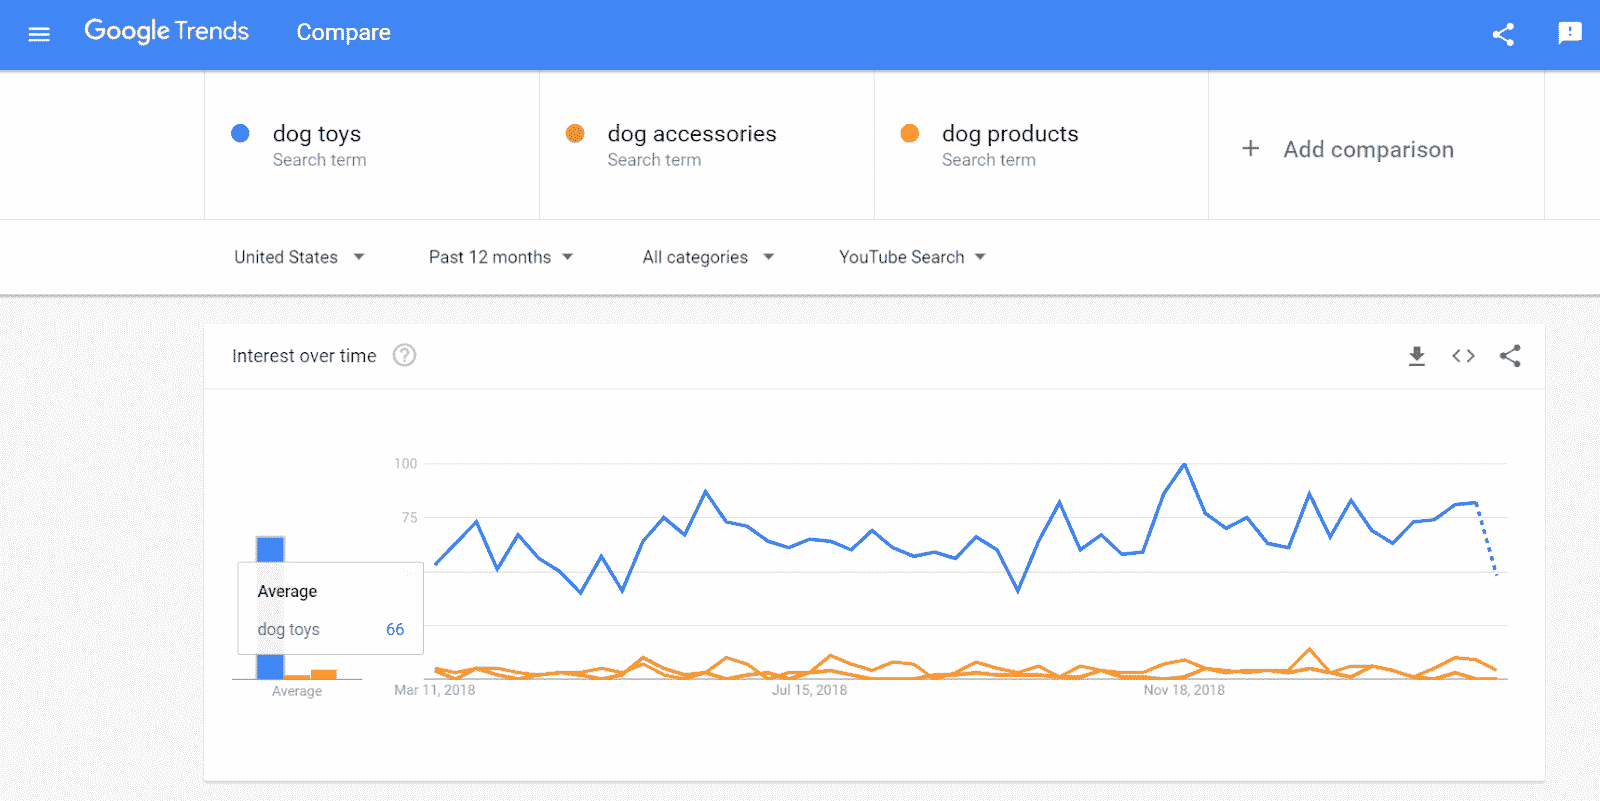 Google Trends Compare
dog toys
Search term
dog accessories
Search term
dog products
Search term
+ Add comparison
United States
Past 12 months
All categories
YouTube Search
Interest over time ?
100
75
Average
dog toys 66
Average
Mar 11, 2018
Jul 15, 2018
Nov 18, 2018